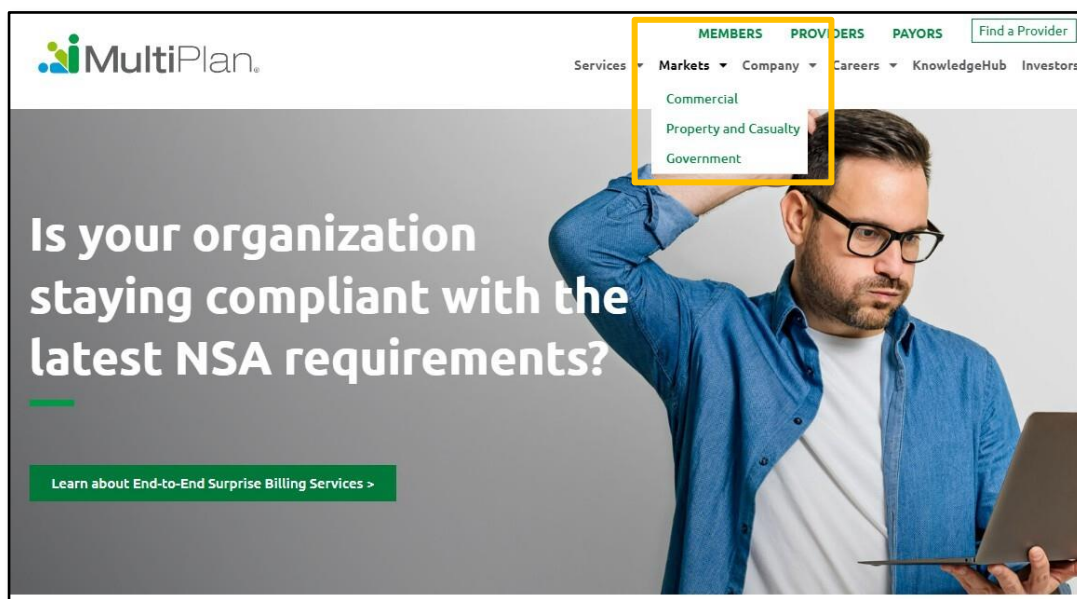 MultiPlan®
MEMBERS PROVIDERS PAYORS Find a Provider
Services Markets Company Careers KnowledgeHub Investors
Commercial
Property and Casualty
Government
Is your organization
staying compliant with the
latest NSA requirements?
Learn about End-to-End Surprise Billing Services >